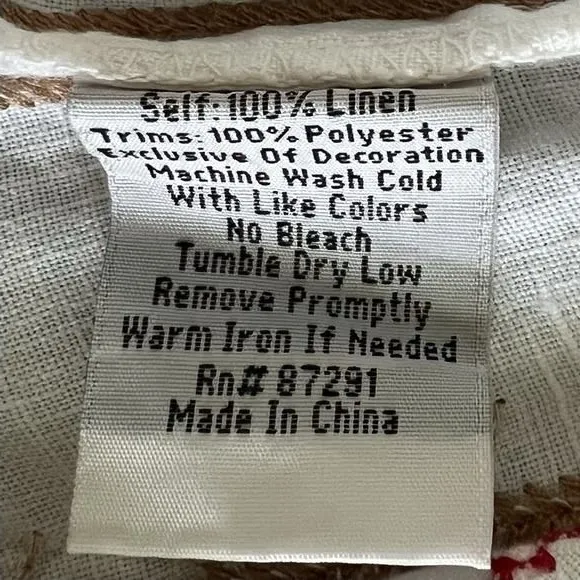 Self: 100% Linen
Trims: 100% Polyester
Exclusive Of Decoration
Machine Wash Cold
With Like Colors
No Bleach
Tumble Dry Low
Remove Promptly
Warm Iron If Needed
Rn# 87291
Made In China